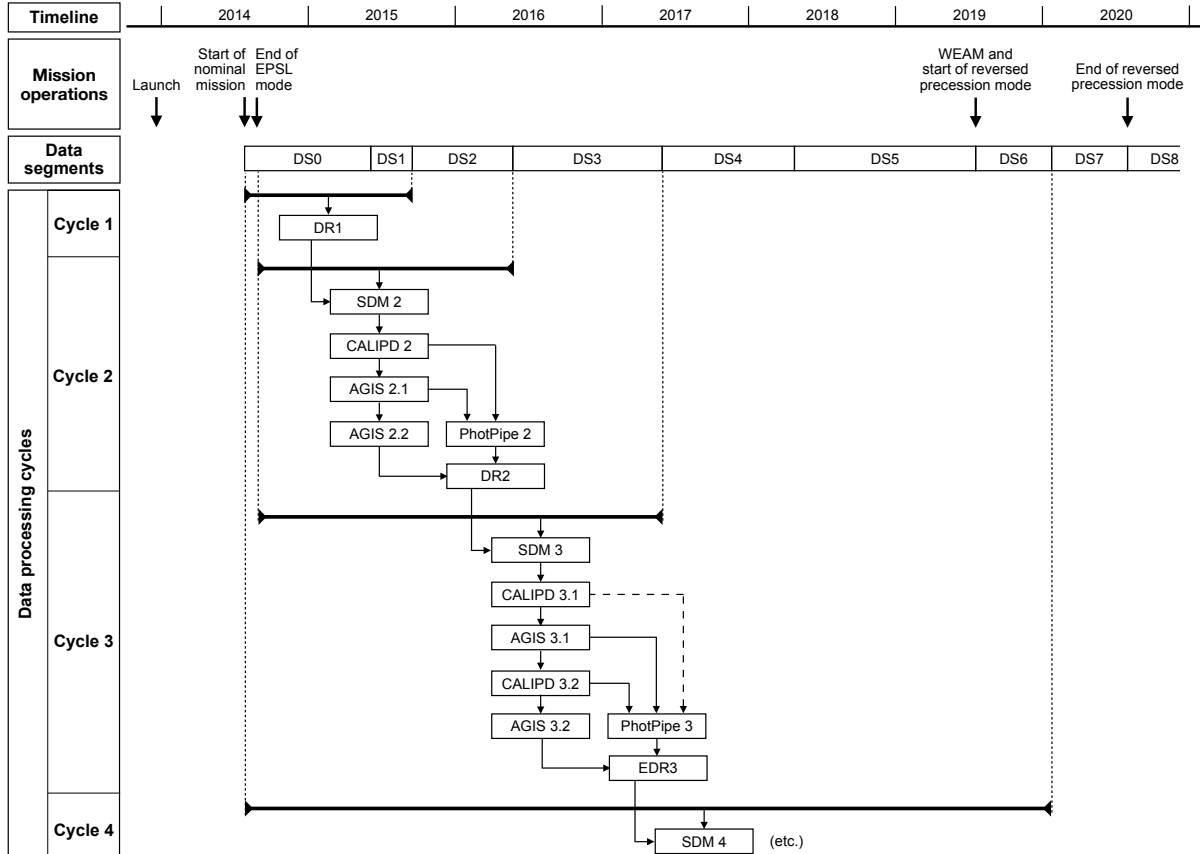 Timeline
2014
2015
2016
2017
2018
2019
2020
Mission
operations
Launch
Start of
nominal
mission
End of
EPSL
mode
WEAM and
start of reversed
precession mode
End of reversed
precession mode
Data
segments
DS0
DS1
DS2
DS3
DS4
DS5
DS6
DS7
DS8
Data processing cycles
Cycle 1
DR1
Cycle 2
SDM 2
CALIPD 2
AGIS 2.1
AGIS 2.2
PhotPipe 2
DR2
Cycle 3
SDM 3
CALIPD 3.1
AGIS 3.1
CALIPD 3.2
AGIS 3.2
PhotPipe 3
EDR3
Cycle 4
SDM 4
(etc.)